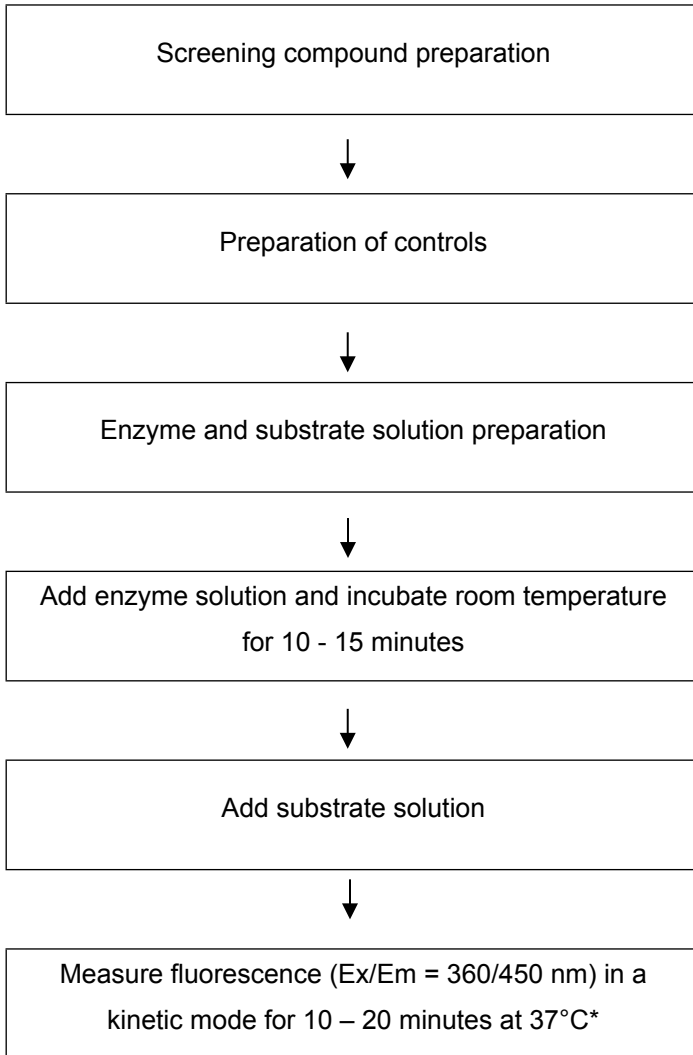 Screening compound preparation
Preparation of controls
Enzyme and substrate solution preparation
Add enzyme solution and incubate room temperature
for 10 - 15 minutes
Add substrate solution
Measure fluorescence (Ex/Em = 360/450 nm) in a
kinetic mode for 10 – 20 minutes at 37°C*